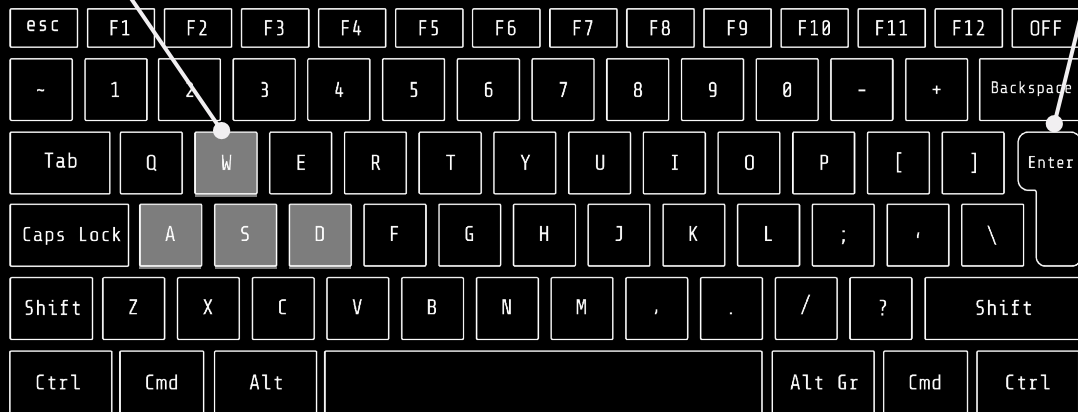 esc F1 F2 F3 F4 F5 F6 F7 F8 F9 F10 F11 F12 OFF
~ 1 2 3 4 5 6 7 8 9 0 - + Backspace
Tab Q W E R T Y U I O P [ ] Enter
Caps Lock A S D F G H J K L ; ‘ \
Shift Z X C V B N M , . / ? Shift
Ctrl Cmd Alt Alt Gr Cmd Ctrl